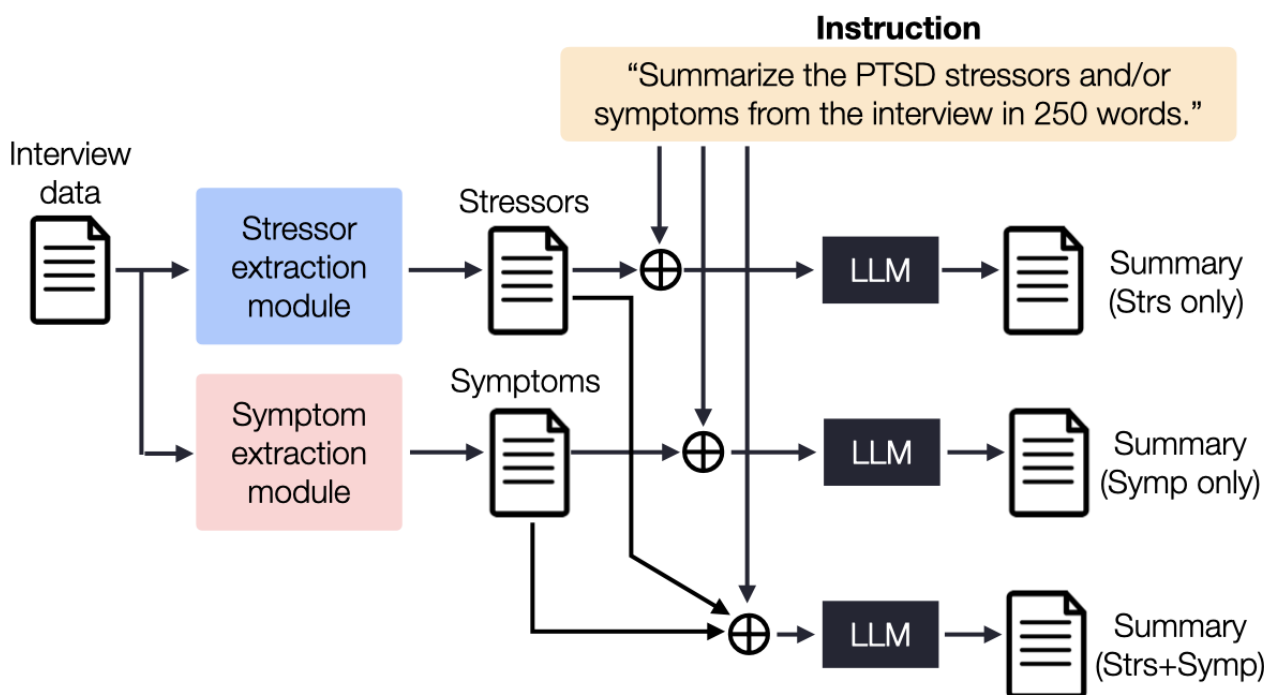 Instruction
“Summarize the PTSD stressors and/or
symptoms from the interview in 250 words.”
Interview
data
Stressor
extraction
module
Stressors
LLM
Summary
(Strs only)
Symptom
extraction
module
Symptoms
LLM
Summary
(Symp only)
LLM
Summary
(Strs+Symp)